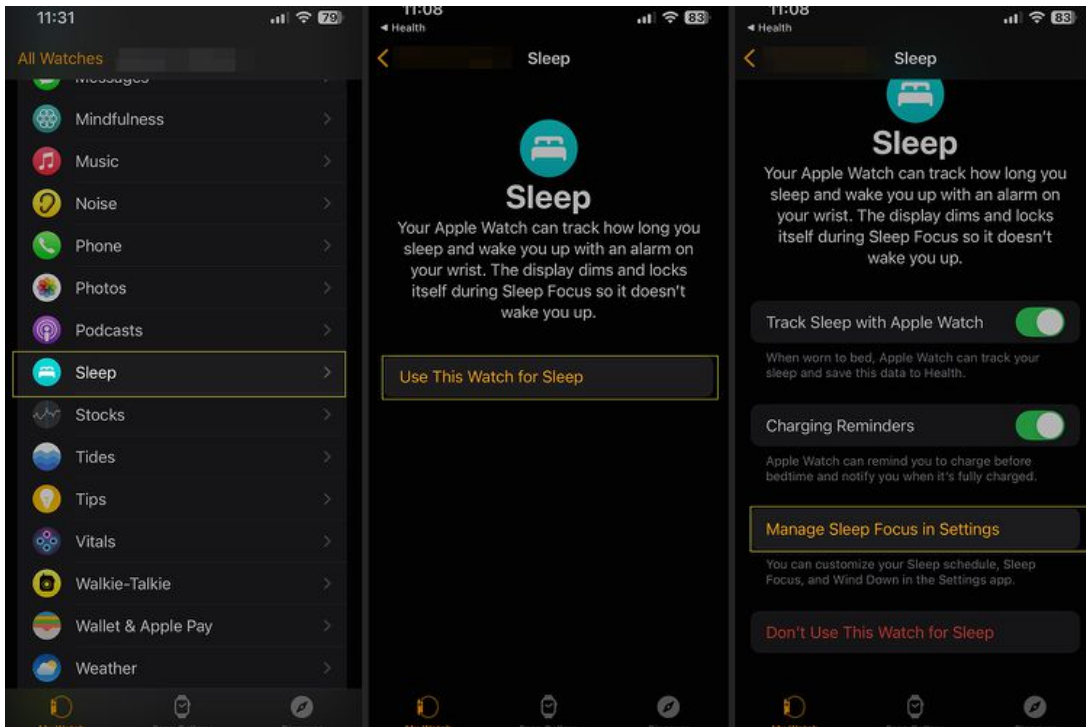 11:31
79
All Watches
Messages
Mindfulness
Music
Noise
Phone
Photos
Podcasts
Sleep
Stocks
Tides
Tips
Vitals
Walkie-Talkie
Wallet & Apple Pay
Weather
11:08
Health
83
Sleep
Sleep
Your Apple Watch can track how long you
sleep and wake you up with an alarm on
your wrist. The display dims and locks
itself during Sleep Focus so it doesn't
wake you up.
Use This Watch for Sleep
11:08
Health
83
Sleep
Sleep
Your Apple Watch can track how long you
sleep and wake you up with an alarm on
your wrist. The display dims and locks
itself during Sleep Focus so it doesn't
wake you up.
Track Sleep with Apple Watch
When worn to bed, Apple Watch can track your
sleep and save this data to Health.
Charging Reminders
Apple Watch can remind you to charge before
bedtime and notify you when it's fully charged.
Manage Sleep Focus in Settings
You can customize your Sleep schedule, Sleep
Focus, and Wind Down in the Settings app.
Don't Use This Watch for Sleep